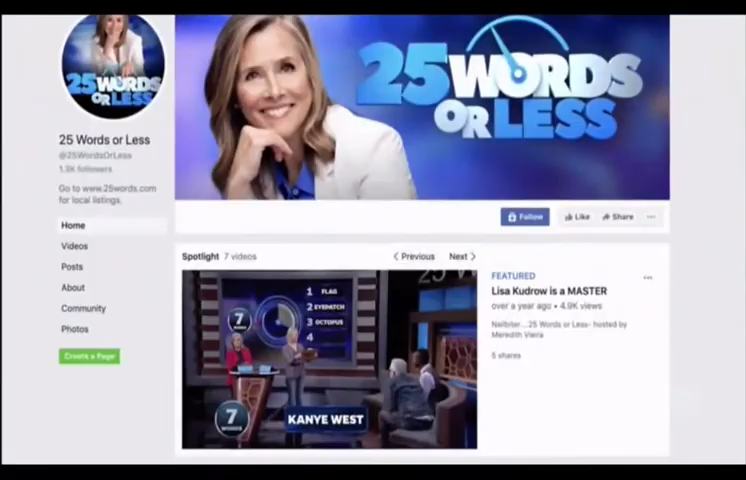 25 WORDS
OR LESS
25 Words or Less
@25WordsOrLess
1.3K followers
Go to www.25words.com
for local listings.
Home
Videos
Posts
About
Community
Photos
Create a Page
25 WORDS
OR LESS
Follow
Like
Share
Spotlight 7 videos
Previous
Next
1 FLAG
2 EYEPATCH
3 OCTOPUS
4
7
7
WORDS
KANYE WEST
FEATURED
Lisa Kudrow is a MASTER
over a year ago • 4.9K views
Nailbiter...25 Words or Less- hosted by
Meredith Vieira
5 shares